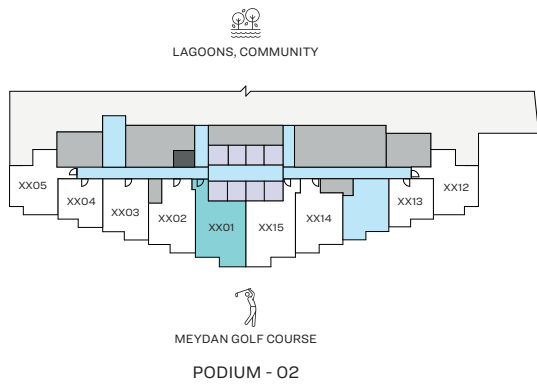 LAGOONS, COMMUNITY
XX05
XX04
XX03
XX02
XX01
XX15
XX14
XX13
XX12
MEYDAN GOLF COURSE
PODIUM - 02